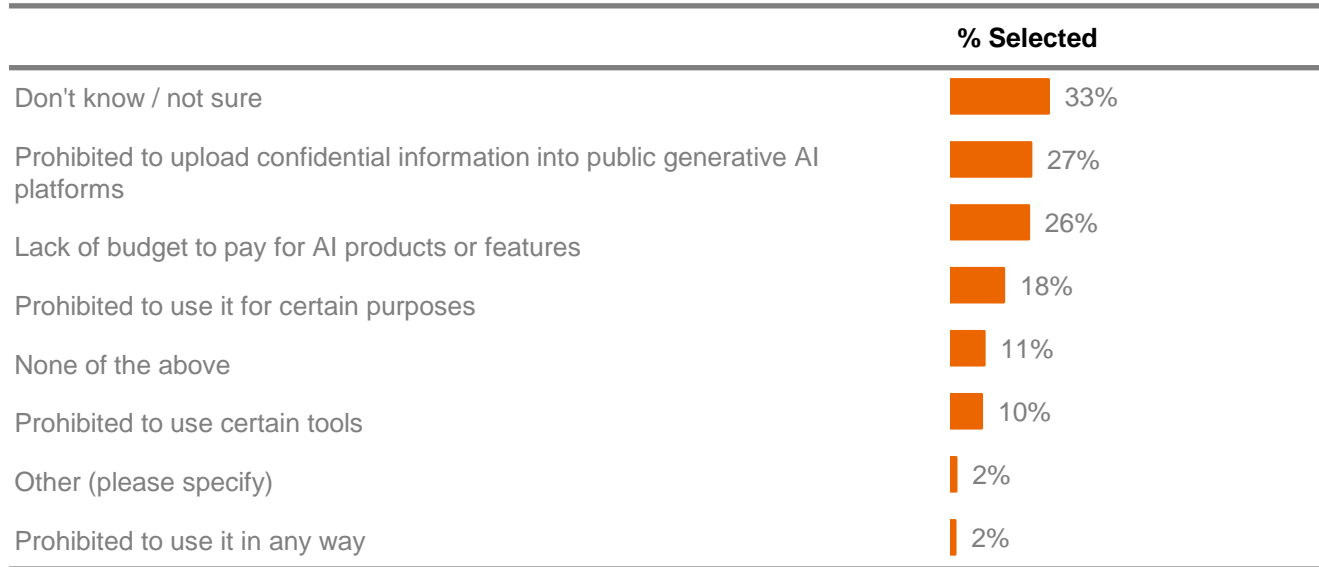 % Selected
Don't know / not sure
33%
Prohibited to upload confidential information into public generative AI
platforms
27%
Lack of budget to pay for AI products or features
26%
Prohibited to use it for certain purposes
18%
None of the above
11%
Prohibited to use certain tools
10%
Other (please specify)
2%
Prohibited to use it in any way
2%